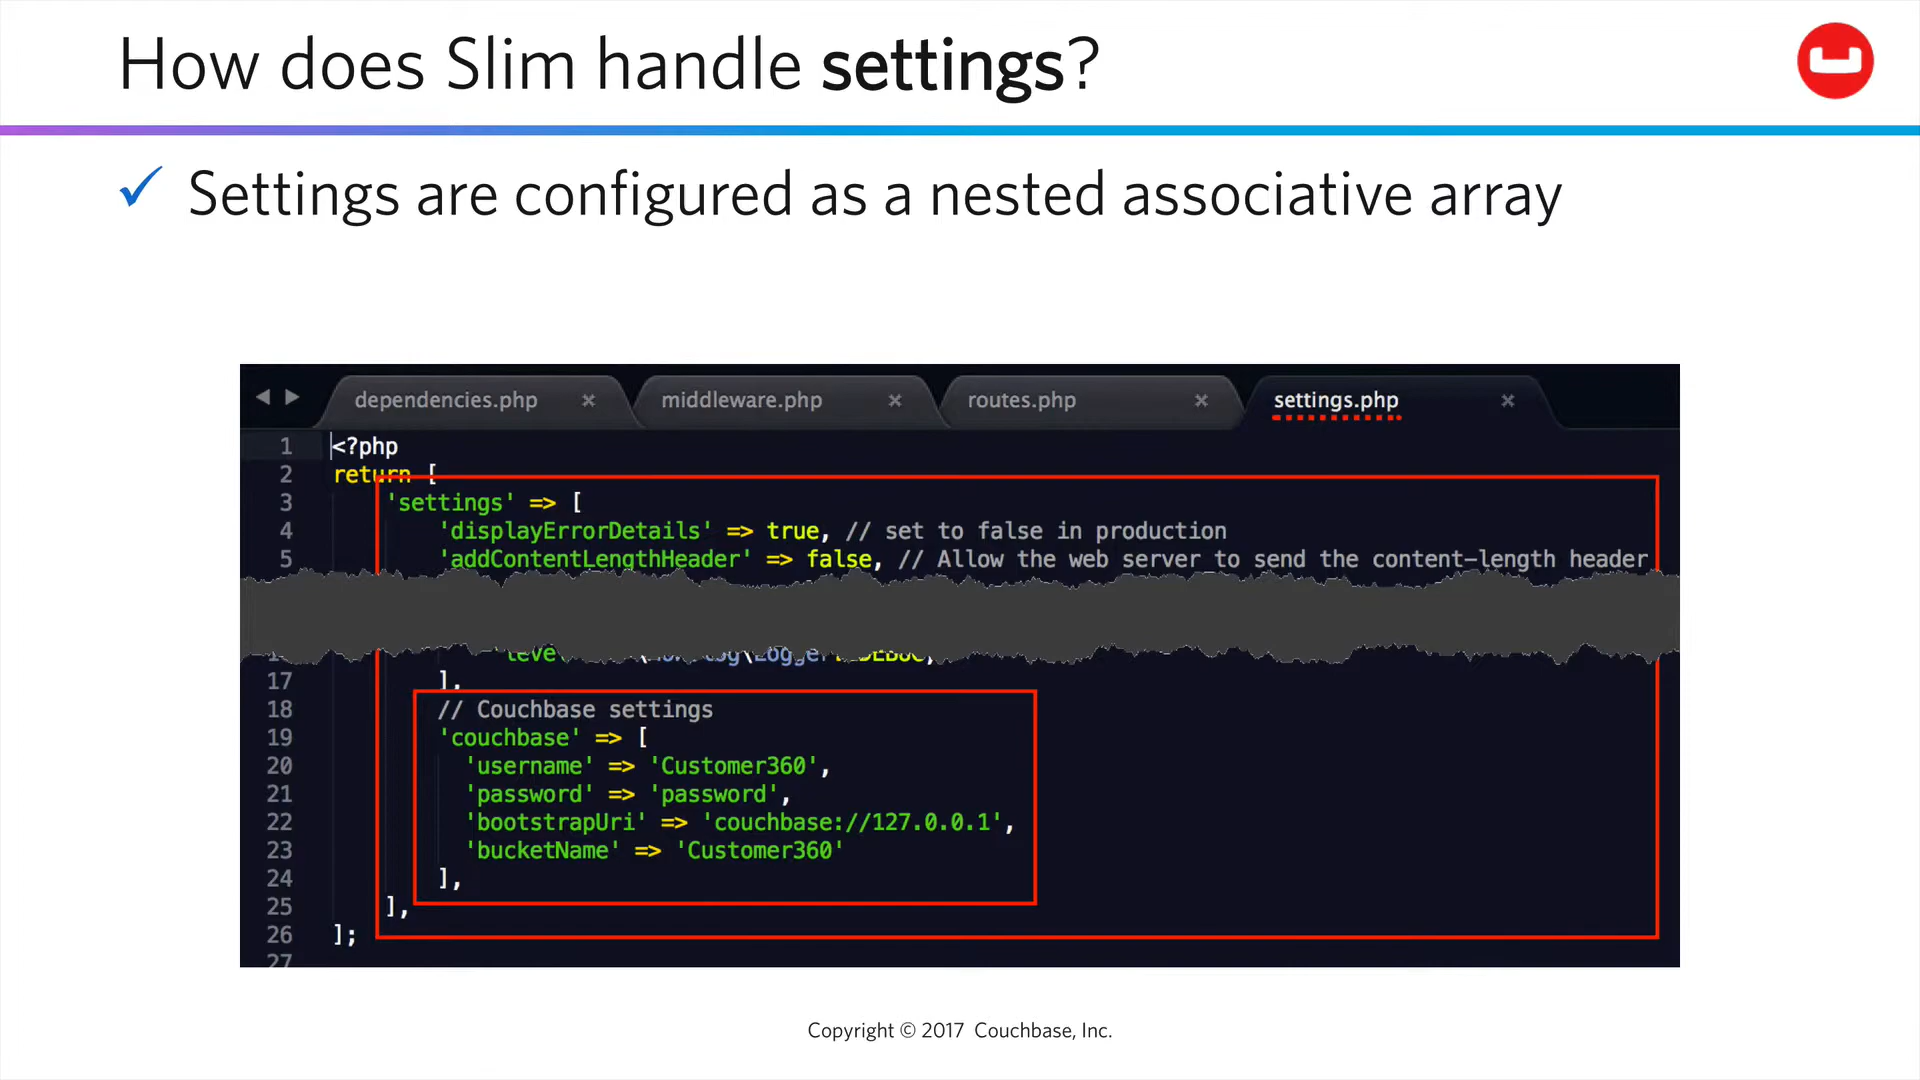 How does Slim handle settings?
✓ Settings are configured as a nested associative array
dependencies.php × middleware.php × routes.php × settings.php ×
1 <?php
2 return [
3 'settings' => [
4 'displayErrorDetails' => true, // set to false in production
5 'addContentLengthHeader' => false, // Allow the web server to send the content-length header
17 ],
18 // Couchbase settings
19 'couchbase' => [
20 'username' => 'Customer360',
21 'password' => 'password',
22 'bootstrapUri' => 'couchbase://127.0.0.1',
23 'bucketName' => 'Customer360'
24 ],
25 ],
26 ];
27
Copyright © 2017 Couchbase, Inc.